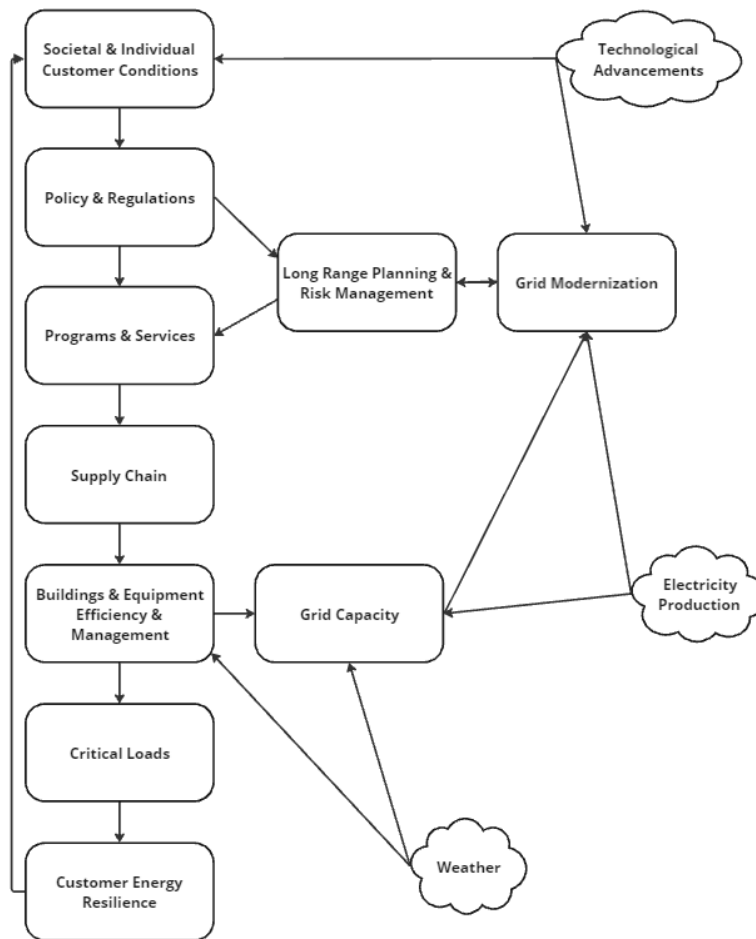 Societal & Individual
Customer Conditions
Technological
Advancements
Policy & Regulations
Long Range Planning &
Risk Management
Grid Modernization
Programs & Services
Supply Chain
Buildings & Equipment
Efficiency &
Management
Grid Capacity
Electricity
Production
Critical Loads
Weather
Customer Energy
Resilience